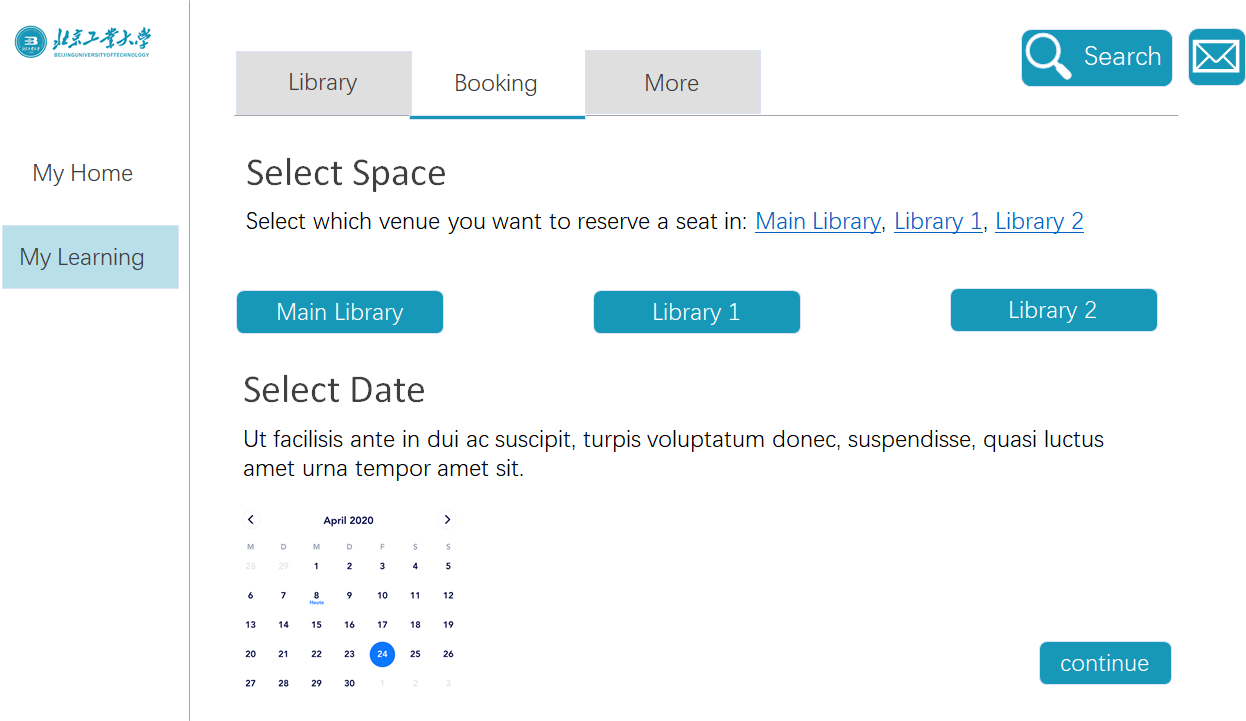 北京工业大学
BEIJINGUNIVERSITYOFTECHNOLOGY
Library Booking More
Search
My Home
My Learning
Select Space
Select which venue you want to reserve a seat in: Main Library, Library 1, Library 2
Main Library Library 1 Library 2
Select Date
Ut facilisis ante in dui ac suscipit, turpis voluptatum donec, suspendisse, quasi luctus
amet urna tempor amet sit.
April 2020
M D M D F S S
28 29 1 2 3 4 5
6 7 8 9 10 11 12
Heute
13 14 15 16 17 18 19
20 21 22 23 24 25 26
27 28 29 30 1 2 3
continue